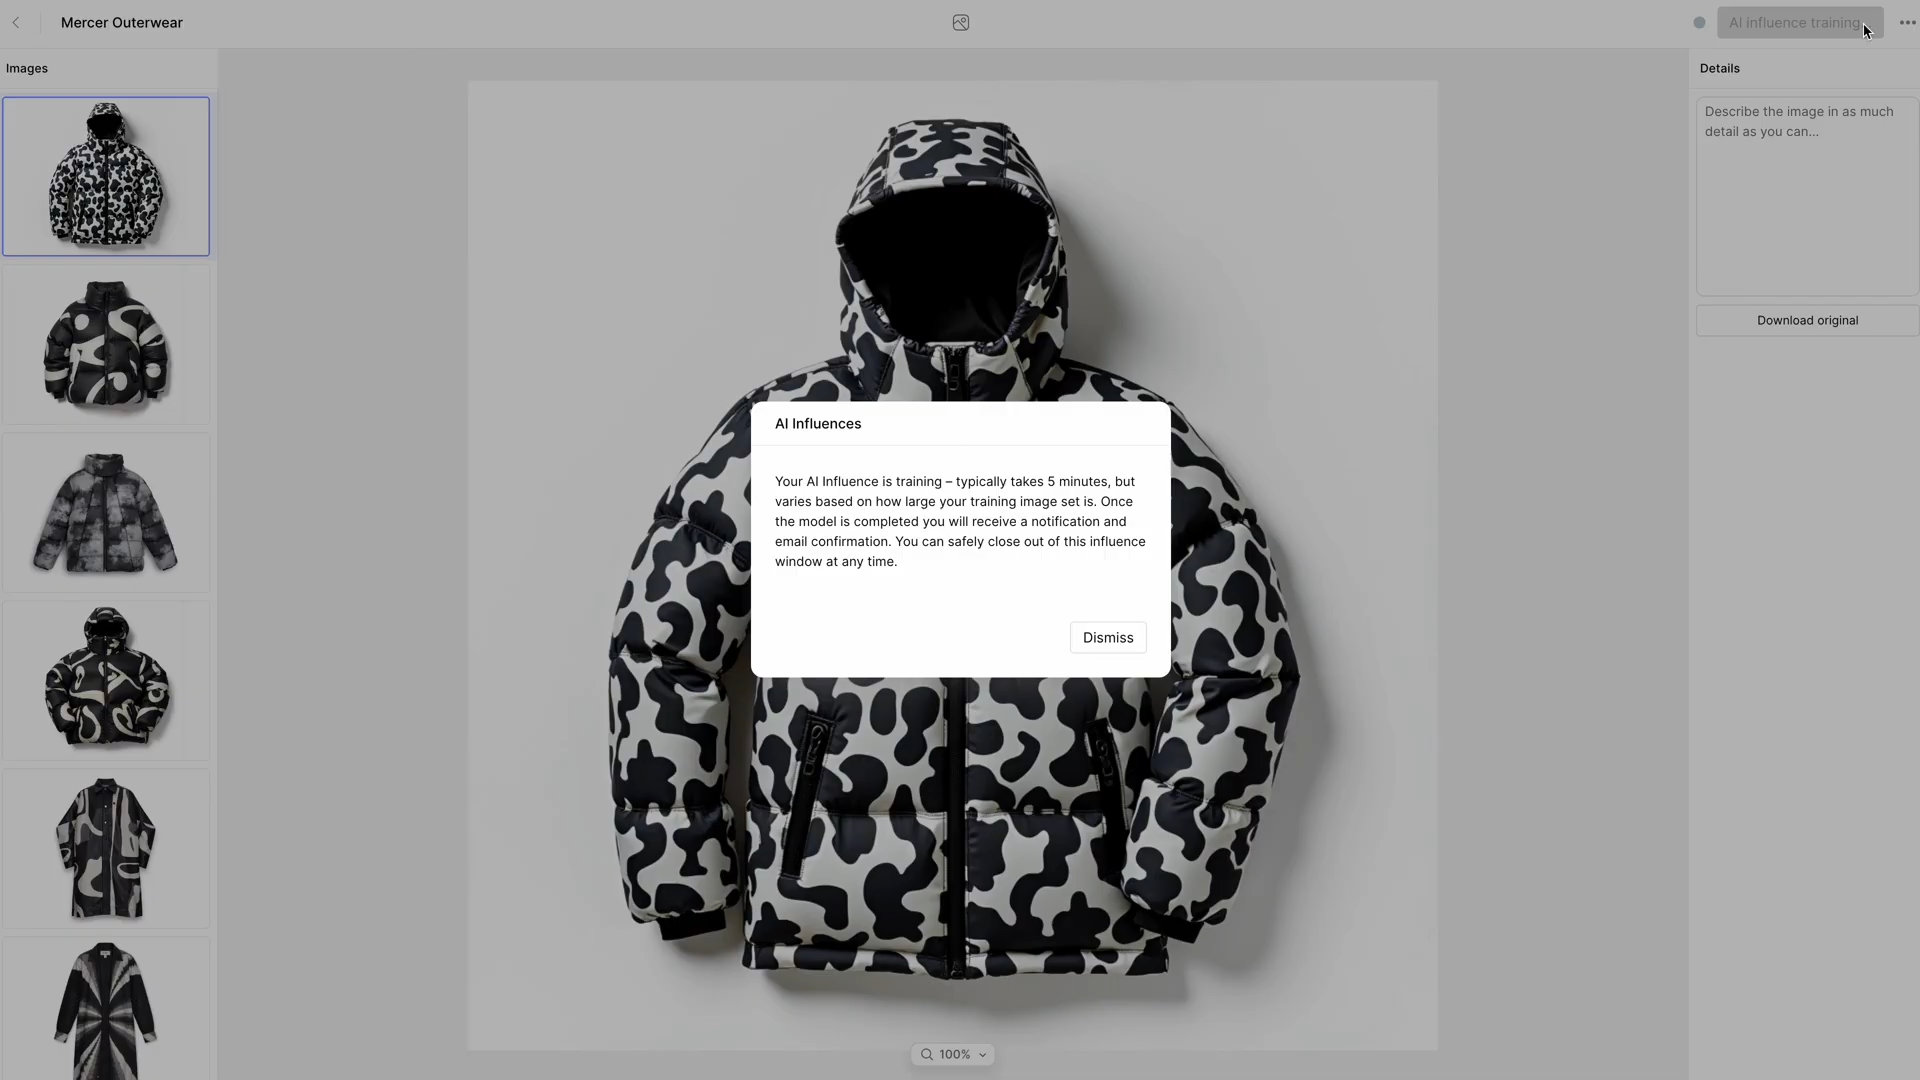 Mercer Outerwear
AI influence training
Images
Details
Describe the image in as much
detail as you can...
Download original
AI Influences
Your AI Influence is training – typically takes 5 minutes, but
varies based on how large your training image set is. Once
the model is completed you will receive a notification and
email confirmation. You can safely close out of this influence
window at any time.
Dismiss
100%